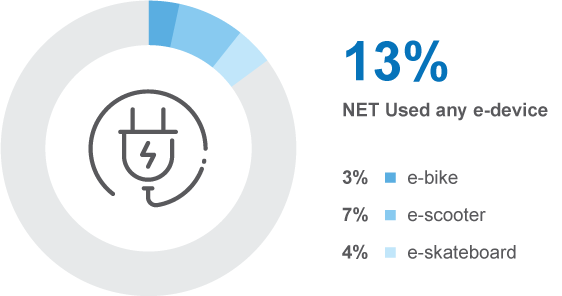 13%
NET Used any e-device
3% e-bike
7% e-scooter
4% e-skateboard